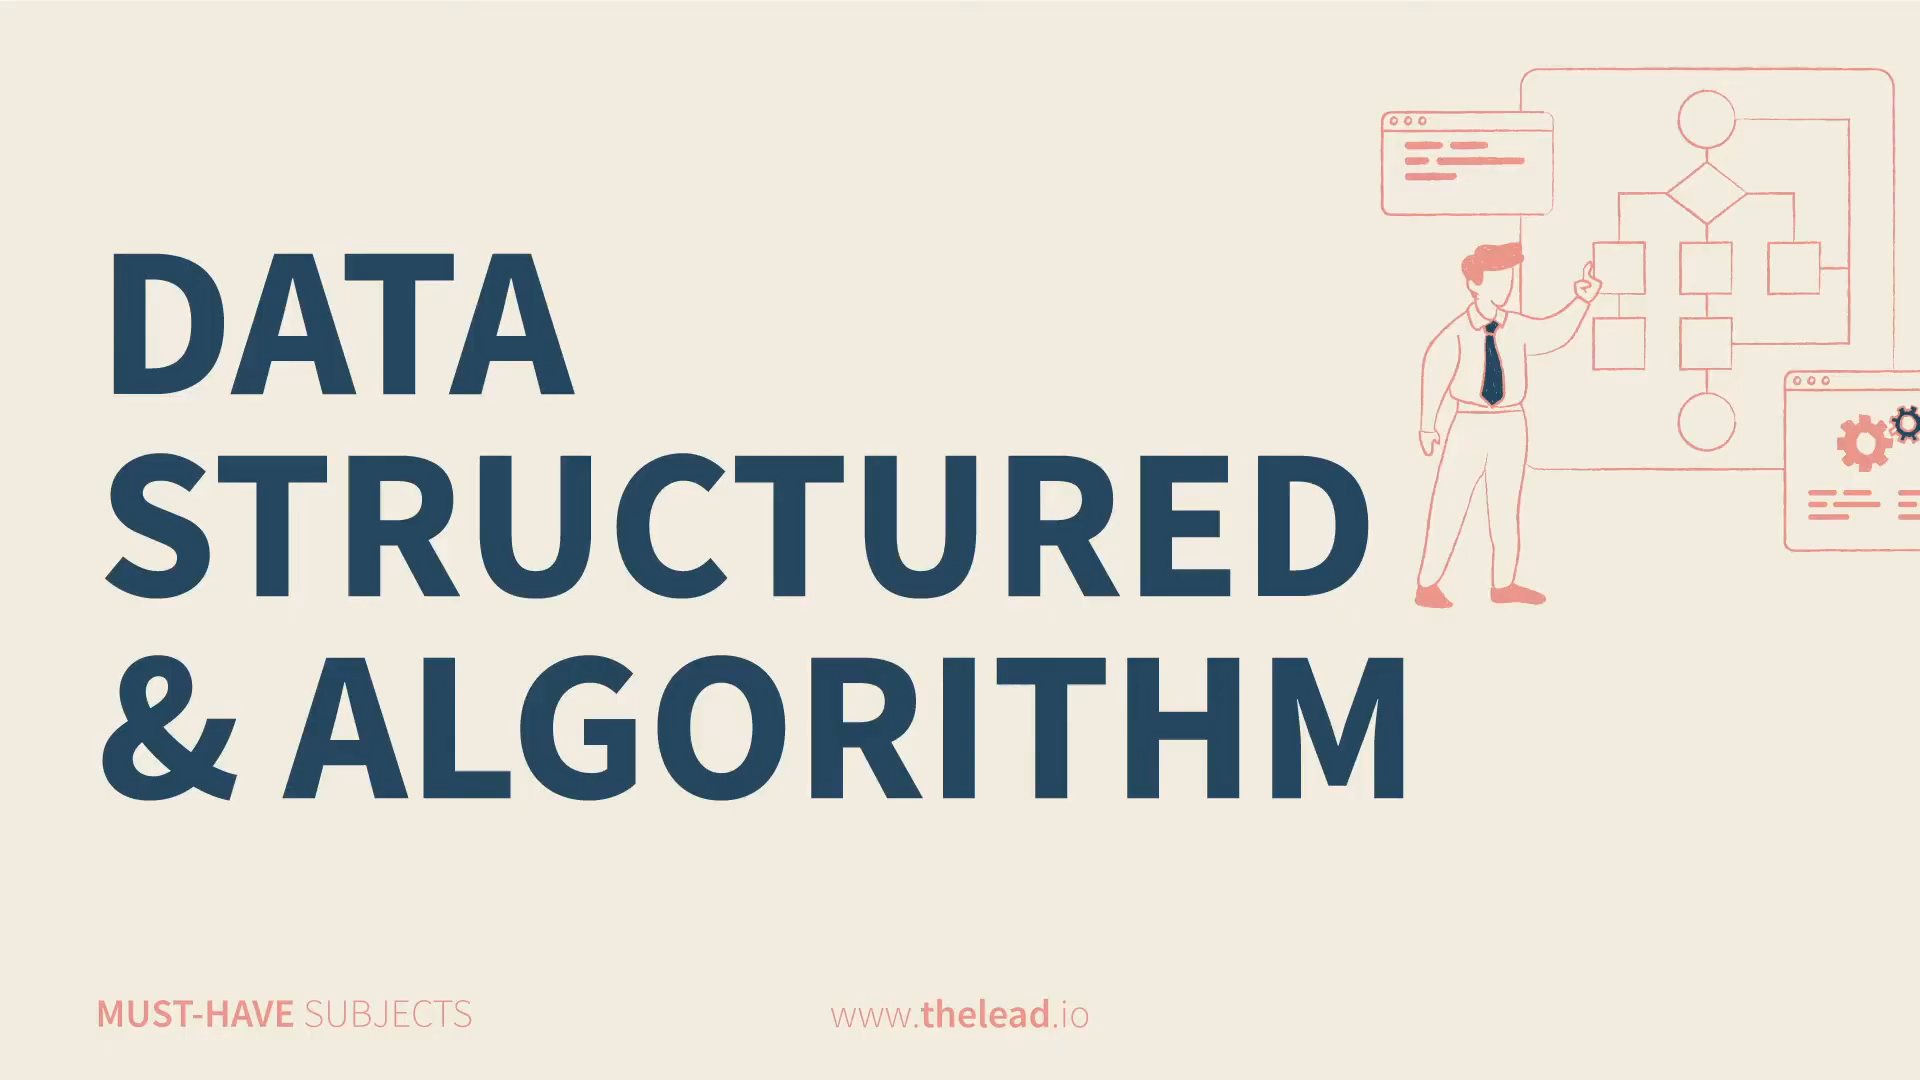 DATA
STRUCTURED
& ALGORITHM
MUST-HAVE SUBJECTS
www.thelead.io